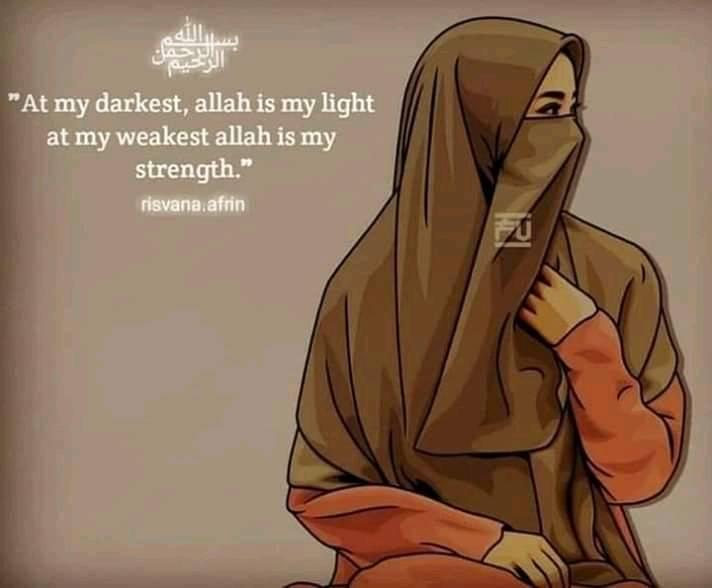 بسم الله الرحمن الرحيم
"At my darkest, allah is my light
at my weakest allah is my
strength."
risvana.afrin
FU